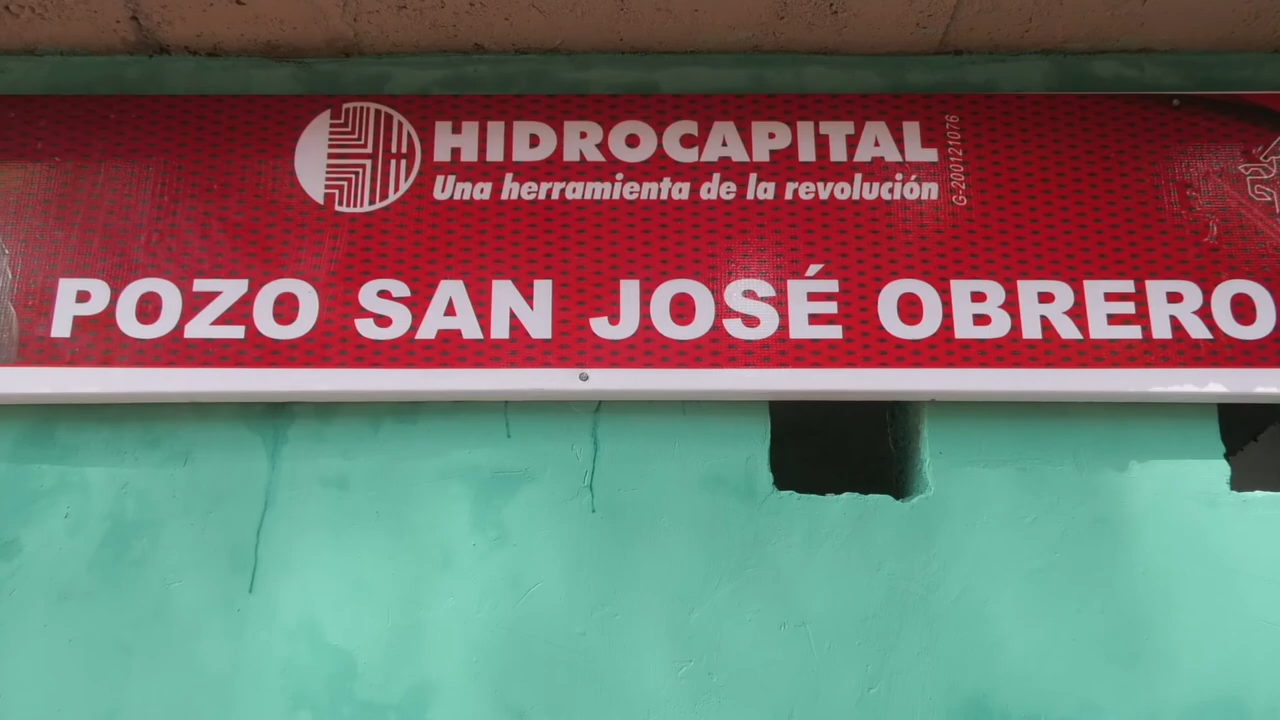 HIDROCAPITAL
Una herramienta de la revolución
G-200121076
POZO SAN JOSÉ OBRERO